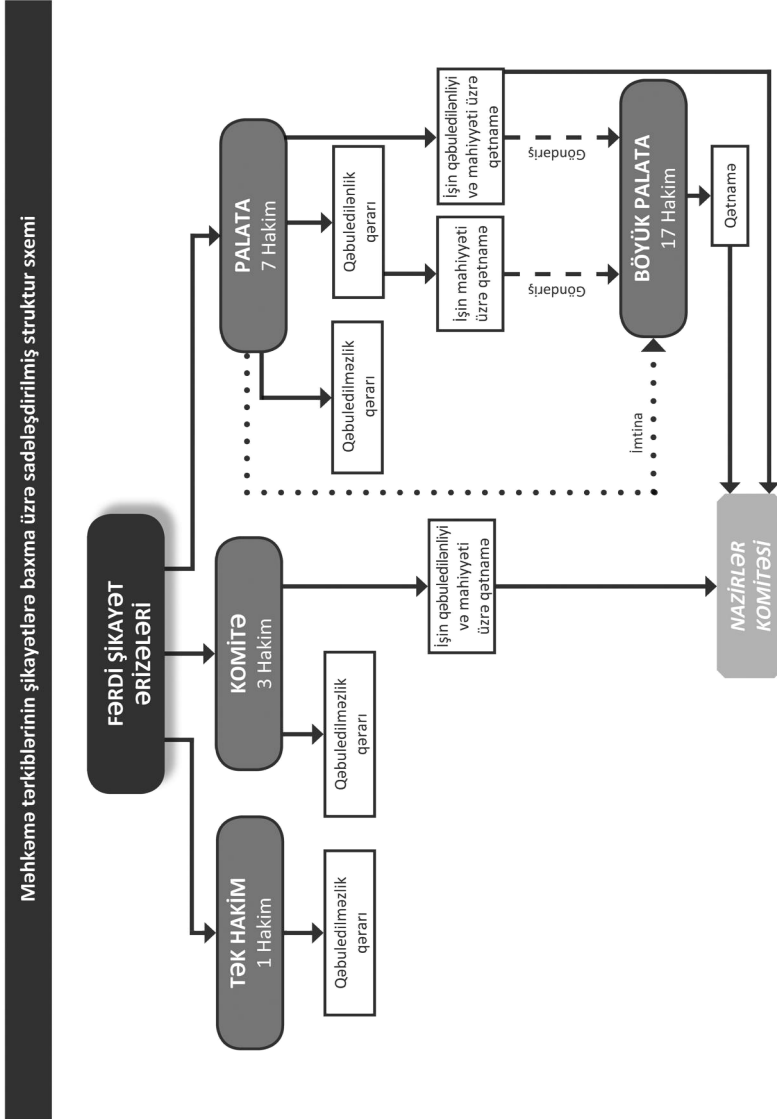 Məhkəmə tərkiblərinin şikayətlərə baxma üzrə sadələşdirilmiş struktur sxemi
FƏRDİ ŞİKAYƏT
ƏRİZƏLƏRİ
TƏK HAKİM
1 Hakim
KOMİTƏ
3 Hakim
PALATA
7 Hakim
Qəbuledilməzlik
qərarı
Qəbuledilməzlik
qərarı
Qəbuledilməzlik
qərarı
Qəbuledilənlik
qərarı
İşin qəbuledilənliyi
və mahiyyəti
üzrə qətnamə
İşin mahiyyəti
üzrə qətnamə
İşin qəbuledilənliyi
və mahiyyəti üzrə
qətnamə
Göndəriş
Göndəriş
İmtina
BÖYÜK PALATA
17 Hakim
Qətnamə
NAZİRLƏR
KOMİTƏSİ